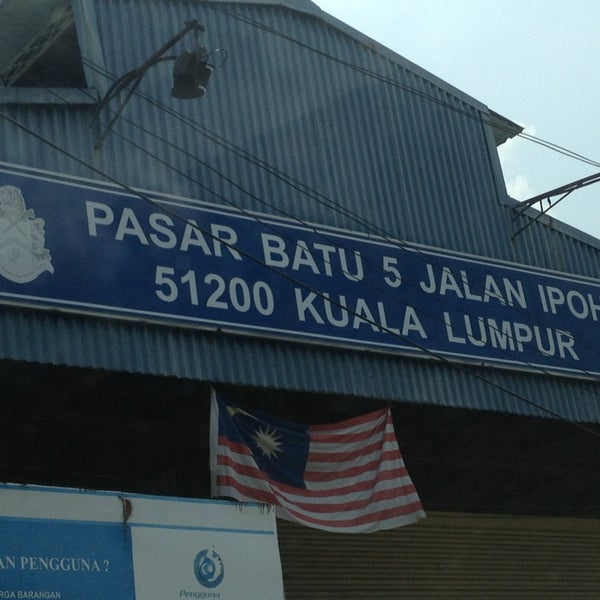 PASAR BATU 5 JALAN IPOH
51200 KUALA LUMPUR
AN PENGGUNA?
RGA BARANGAN
Pengguna